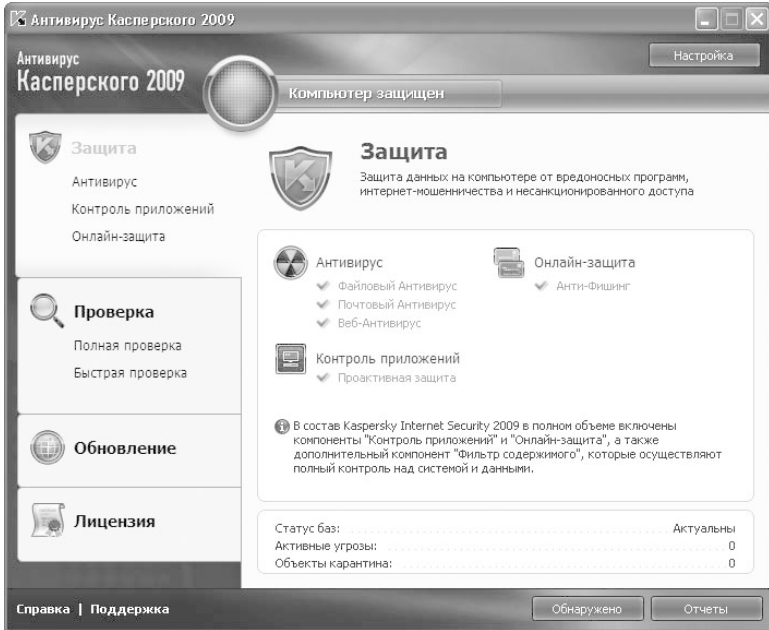 Антивирус Касперского 2009
Антивирус
Касперского 2009
Настройка
Компьютер защищен
Защита
Антивирус
Контроль приложений
Онлайн-защита
Проверка
Полная проверка
Быстрая проверка
Обновление
Лицензия
Защита
Защита данных на компьютере от вредоносных программ,
интернет-мошенничества и несанкционированного доступа
Антивирус
Файловый Антивирус
Почтовый Антивирус
Веб-Антивирус
Онлайн-защита
Анти-Фишинг
Контроль приложений
Проактивная защита
В состав Kaspersky Internet Security 2009 в полном объеме включены
компоненты "Контроль приложений" и "Онлайн-защита", а также
дополнительный компонент "Фильтр содержимого", которые осуществляют
полный контроль над системой и данными.
Статус баз: Актуальны
Активные угрозы: 0
Объекты карантина: 0
Справка | Поддержка
Обнаружено
Отчеты